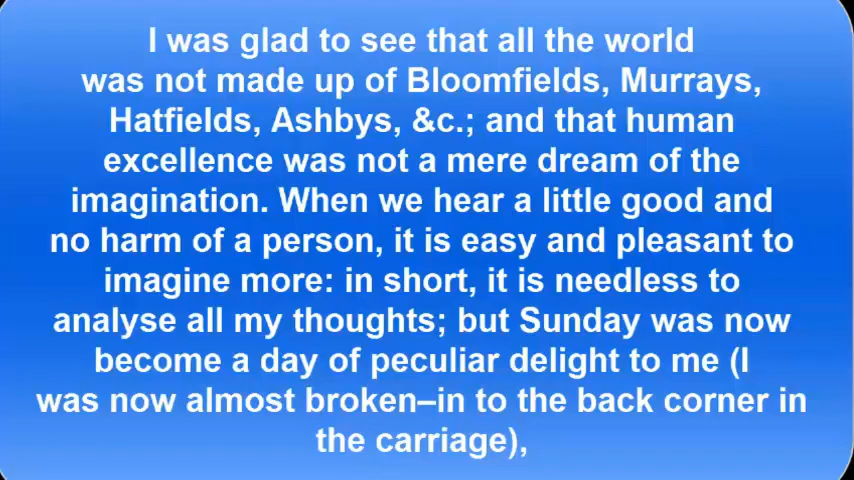 I was glad to see that all the world
was not made up of Bloomfields, Murrays,
Hatfields, Ashbys, &c.; and that human
excellence was not a mere dream of the
imagination. When we hear a little good and
no harm of a person, it is easy and pleasant to
imagine more: in short, it is needless to
analyse all my thoughts; but Sunday was now
become a day of peculiar delight to me (I
was now almost broken–in to the back corner in
the carriage),